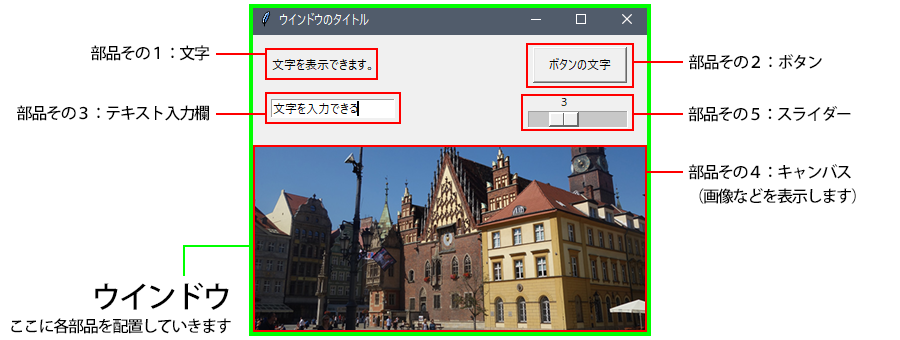 ウインドウのタイトル
部品その１：文字
文字を表示できます。
ボタンの文字
部品その２：ボタン
部品その３：テキスト入力欄
文字を入力できる
3
部品その５：スライダー
部品その４：キャンバス
（画像などを表示します）
ウインドウ
ここに各部品を配置していきます